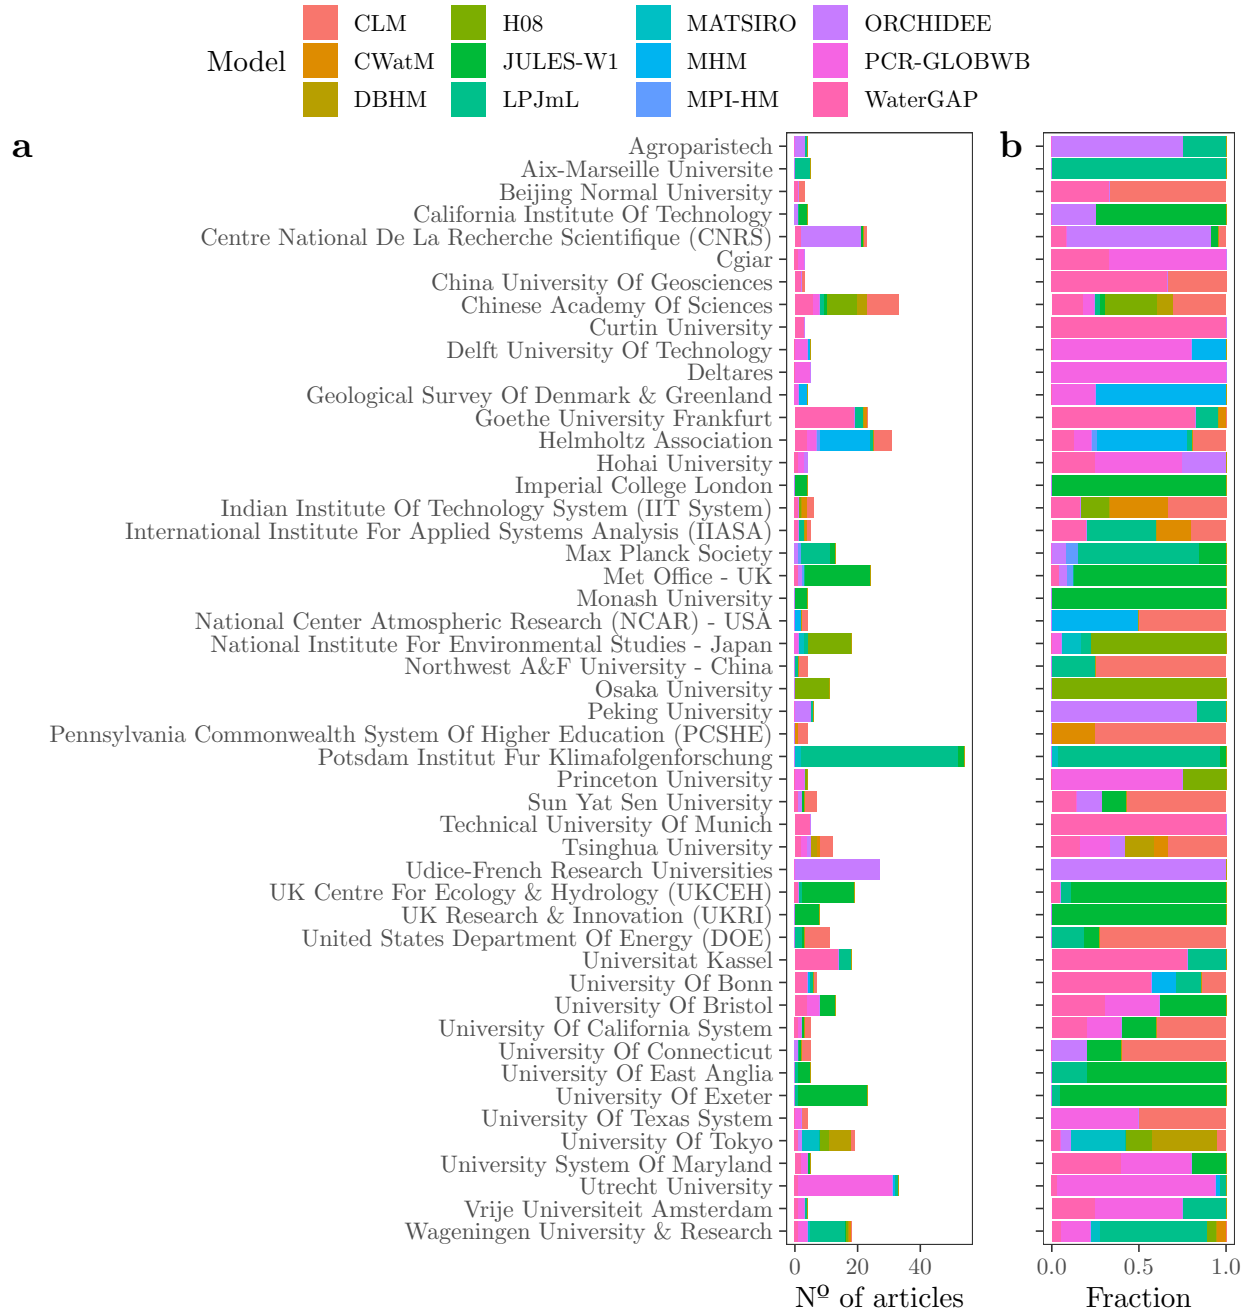 Model
CLM
H08
MATSIRO
ORCHIDEE
CWatM
JULES-W1
MHM
PCR-GLOBWB
DBHM
LPJmL
MPI-HM
WaterGAP
a
b
Agroparistech
Aix-Marseille Universite
Beijing Normal University
California Institute Of Technology
Centre National De La Recherche Scientifique (CNRS)
Cgiar
China University Of Geosciences
Chinese Academy Of Sciences
Curtin University
Delft University Of Technology
Deltares
Geological Survey Of Denmark & Greenland
Goethe University Frankfurt
Helmholtz Association
Hohai University
Imperial College London
Indian Institute Of Technology System (IIT System)
International Institute For Applied Systems Analysis (IIASA)
Max Planck Society
Met Office - UK
Monash University
National Center Atmospheric Research (NCAR) - USA
National Institute For Environmental Studies - Japan
Northwest A&F University - China
Osaka University
Peking University
Pennsylvania Commonwealth System Of Higher Education (PCSHE)
Potsdam Institut Fur Klimafolgenforschung
Princeton University
Sun Yat Sen University
Technical University Of Munich
Tsinghua University
Udice-French Research Universities
UK Centre For Ecology & Hydrology (UKCEH)
UK Research & Innovation (UKRI)
United States Department Of Energy (DOE)
Universitat Kassel
University Of Bonn
University Of Bristol
University Of California System
University Of Connecticut
University Of East Anglia
University Of Exeter
University Of Texas System
University Of Tokyo
University System Of Maryland
Utrecht University
Vrije Universiteit Amsterdam
Wageningen University & Research
0 20 40
0.0 0.5 1.0
Nº of articles
Fraction